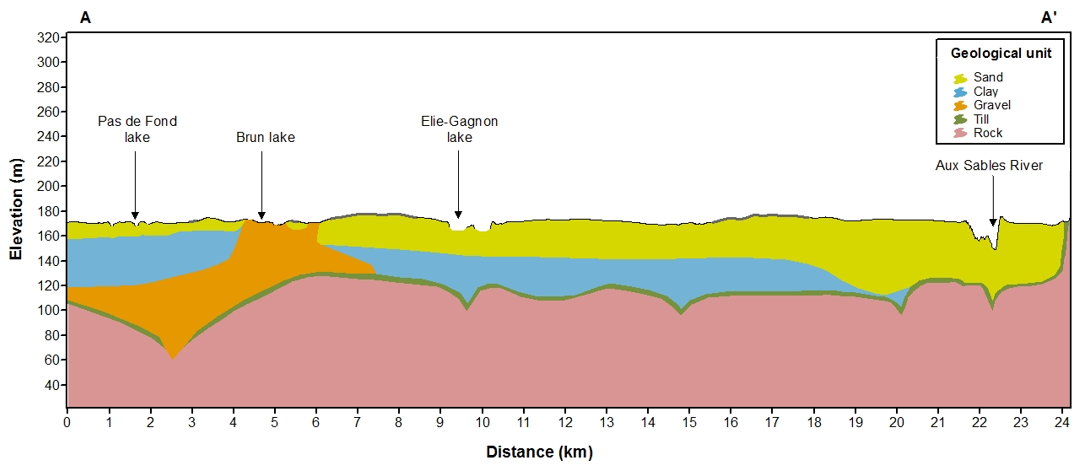 A
A'
320
300
280
260
240
220
200
180
160
140
120
100
80
60
40
Elevation (m)
Geological unit
Sand
Clay
Gravel
Till
Rock
Pas de Fond
lake
Brun lake
Elie-Gagnon
lake
Aux Sables River
0 1 2 3 4 5 6 7 8 9 10 11 12 13 14 15 16 17 18 19 20 21 22 23 24
Distance (km)